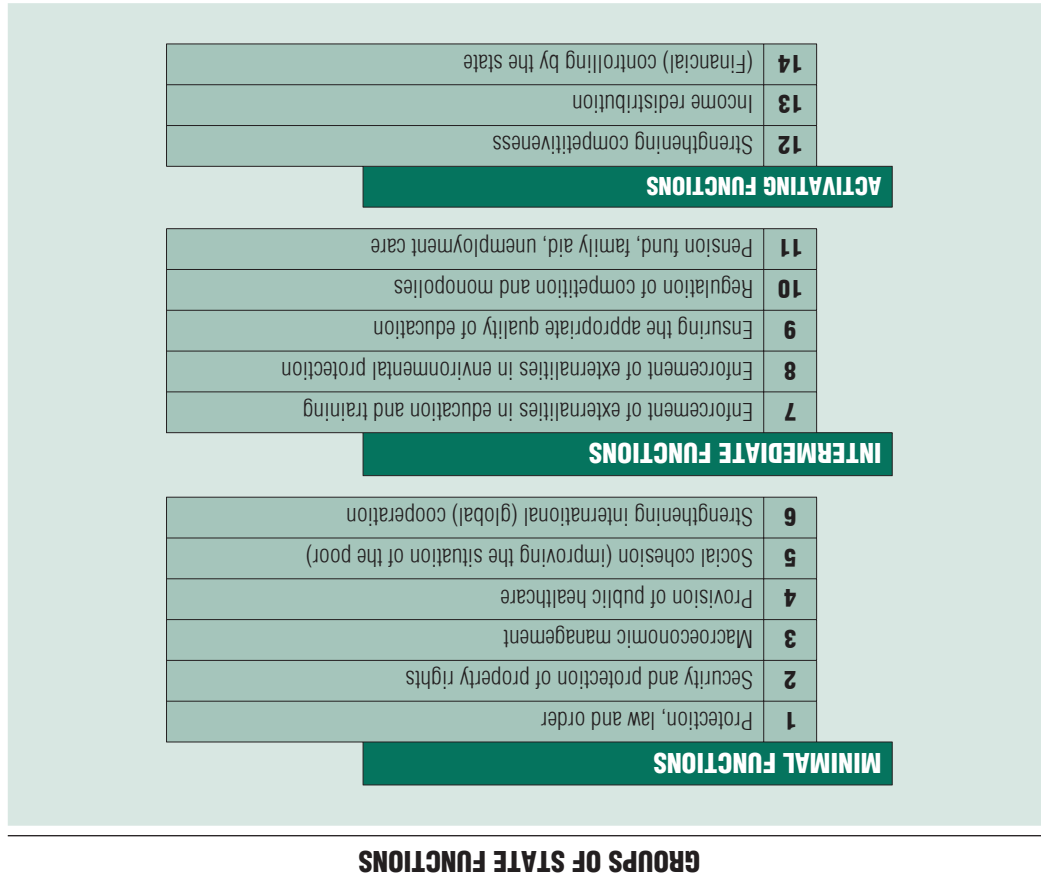 GROUPS OF STATE FUNCTIONS
MINIMAL FUNCTIONS
1 Protection, law and order
2 Security and protection of property rights
3 Macroeconomic management
4 Provision of public healthcare
5 Social cohesion (improving the situation of the poor)
6 Strengthening international (global) cooperation
INTERMEDIATE FUNCTIONS
7 Enforcement of externalities in education and training
8 Enforcement of externalities in environmental protection
9 Ensuring the appropriate quality of education
10 Regulation of competition and monopolies
11 Pension fund, family aid, unemployment care
ACTIVATING FUNCTIONS
12 Strengthening competitiveness
13 Income redistribution
14 (Financial) controlling by the state